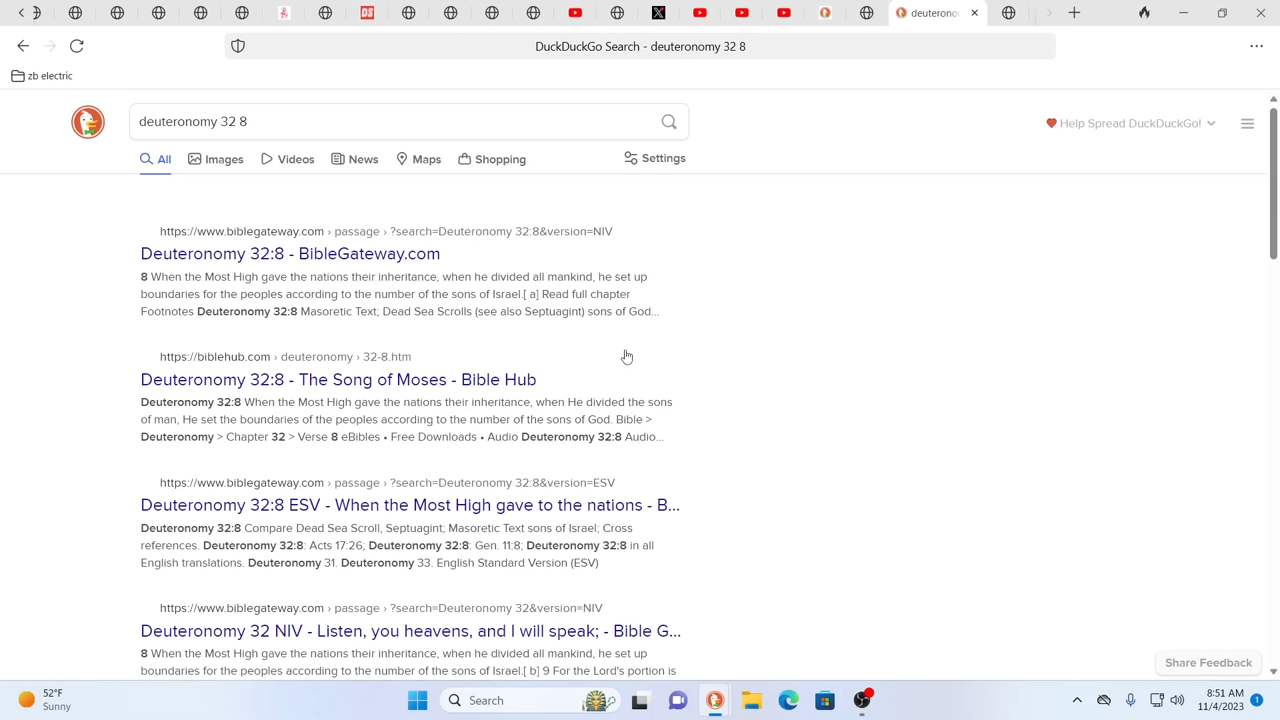 deuterono
DuckDuckGo Search - deuteronomy 32 8
zb electric
deuteronomy 32 8
Help Spread DuckDuckGo!
All
Images
Videos
News
Maps
Shopping
Settings
https://www.biblegateway.com › passage › ?search=Deuteronomy 32:8&version=NIV
Deuteronomy 32:8 - BibleGateway.com
8 When the Most High gave the nations their inheritance, when he divided all mankind, he set up
boundaries for the peoples according to the number of the sons of Israel.[ a] Read full chapter
Footnotes Deuteronomy 32:8 Masoretic Text; Dead Sea Scrolls (see also Septuagint) sons of God...
https://biblehub.com › deuteronomy › 32-8.htm
Deuteronomy 32:8 - The Song of Moses - Bible Hub
Deuteronomy 32:8 When the Most High gave the nations their inheritance, when He divided the sons
of man, He set the boundaries of the peoples according to the number of the sons of God. Bible >
Deuteronomy > Chapter 32 > Verse 8 eBibles • Free Downloads • Audio Deuteronomy 32:8 Audio...
https://www.biblegateway.com › passage › ?search=Deuteronomy 32:8&version=ESV
Deuteronomy 32:8 ESV - When the Most High gave to the nations - B...
Deuteronomy 32:8 Compare Dead Sea Scroll, Septuagint; Masoretic Text sons of Israel; Cross
references. Deuteronomy 32:8: Acts 17:26; Deuteronomy 32:8: Gen. 11:8; Deuteronomy 32:8 in all
English translations. Deuteronomy 31. Deuteronomy 33. English Standard Version (ESV)
https://www.biblegateway.com › passage › ?search=Deuteronomy 32&version=NIV
Deuteronomy 32 NIV - Listen, you heavens, and I will speak; - Bible G...
8 When the Most High gave the nations their inheritance, when he divided all mankind, he set up
boundaries for the peoples according to the number of the sons of Israel.[ b] 9 For the Lord's portion is
Share Feedback
52°F
Sunny
Search
8:51 AM
11/4/2023
1